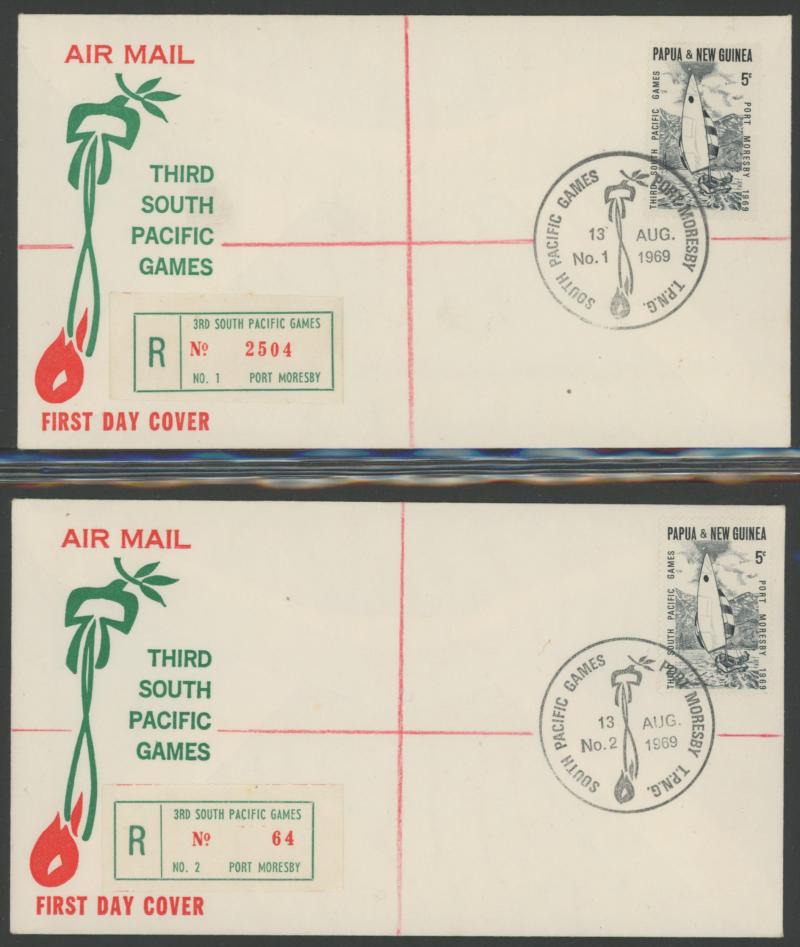 AIR MAIL
THIRD
SOUTH
PACIFIC
GAMES
R
3RD SOUTH PACIFIC GAMES
Nº 2504
NO. 1 PORT MORESBY
FIRST DAY COVER
PAPUA & NEW GUINEA
5c
THIRD SOUTH PACIFIC GAMES
PORT MORESBY 1969
SOUTH PACIFIC GAMES PORT MORESBY T.P.N.G.
13 AUG.
No.1 1969
AIR MAIL
THIRD
SOUTH
PACIFIC
GAMES
R
3RD SOUTH PACIFIC GAMES
Nº 64
NO. 2 PORT MORESBY
FIRST DAY COVER
PAPUA & NEW GUINEA
5c
THIRD SOUTH PACIFIC GAMES
PORT MORESBY 1969
SOUTH PACIFIC GAMES PORT MORESBY T.P.N.G.
13 AUG.
No.2 1969